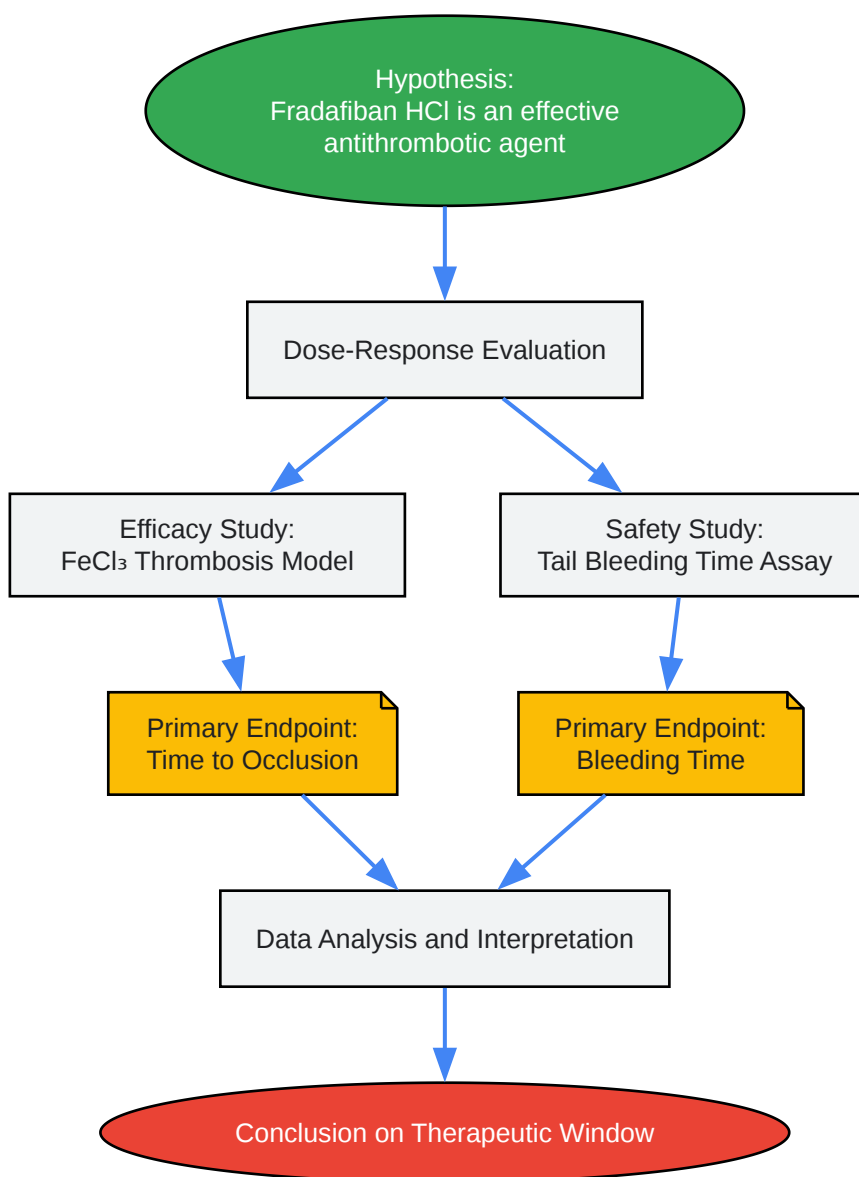 Hypothesis:
Fradafiban HCl is an effective
antithrombotic agent
Dose-Response Evaluation
Efficacy Study:
FeCl₃ Thrombosis Model
Safety Study:
Tail Bleeding Time Assay
Primary Endpoint:
Time to Occlusion
Primary Endpoint:
Bleeding Time
Data Analysis and Interpretation
Conclusion on Therapeutic Window